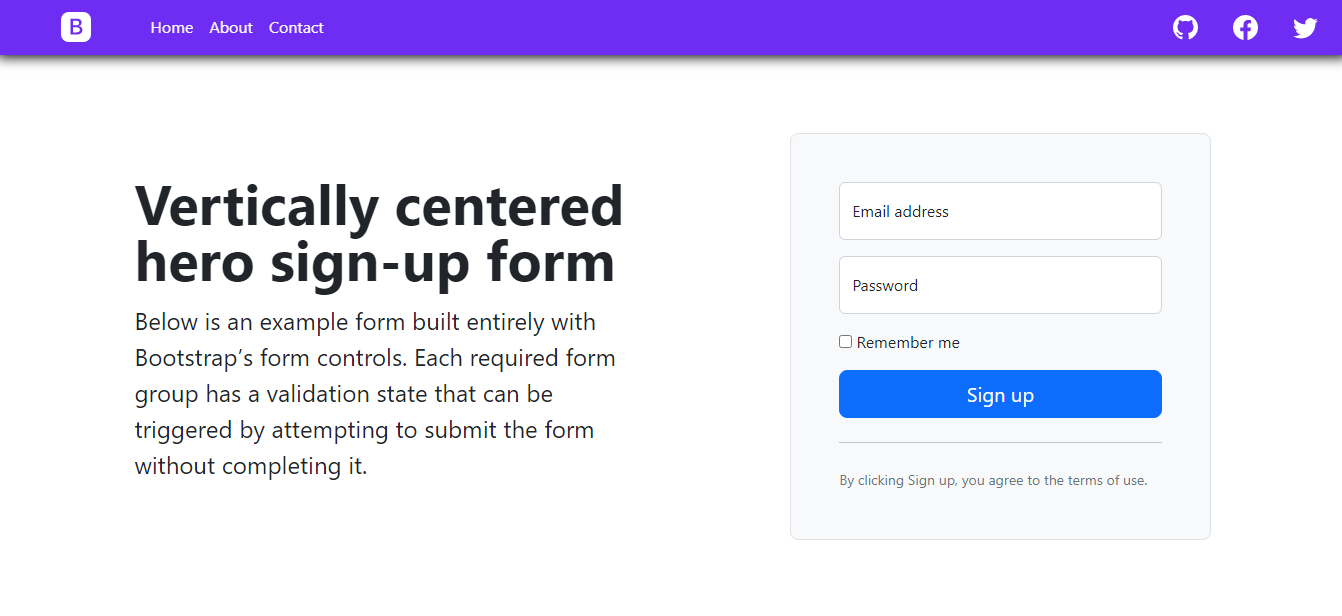 B
Home About Contact
Vertically centered
hero sign-up form
Below is an example form built entirely with
Bootstrap’s form controls. Each required form
group has a validation state that can be
triggered by attempting to submit the form
without completing it.
Email address
Password
Remember me
Sign up
By clicking Sign up, you agree to the terms of use.